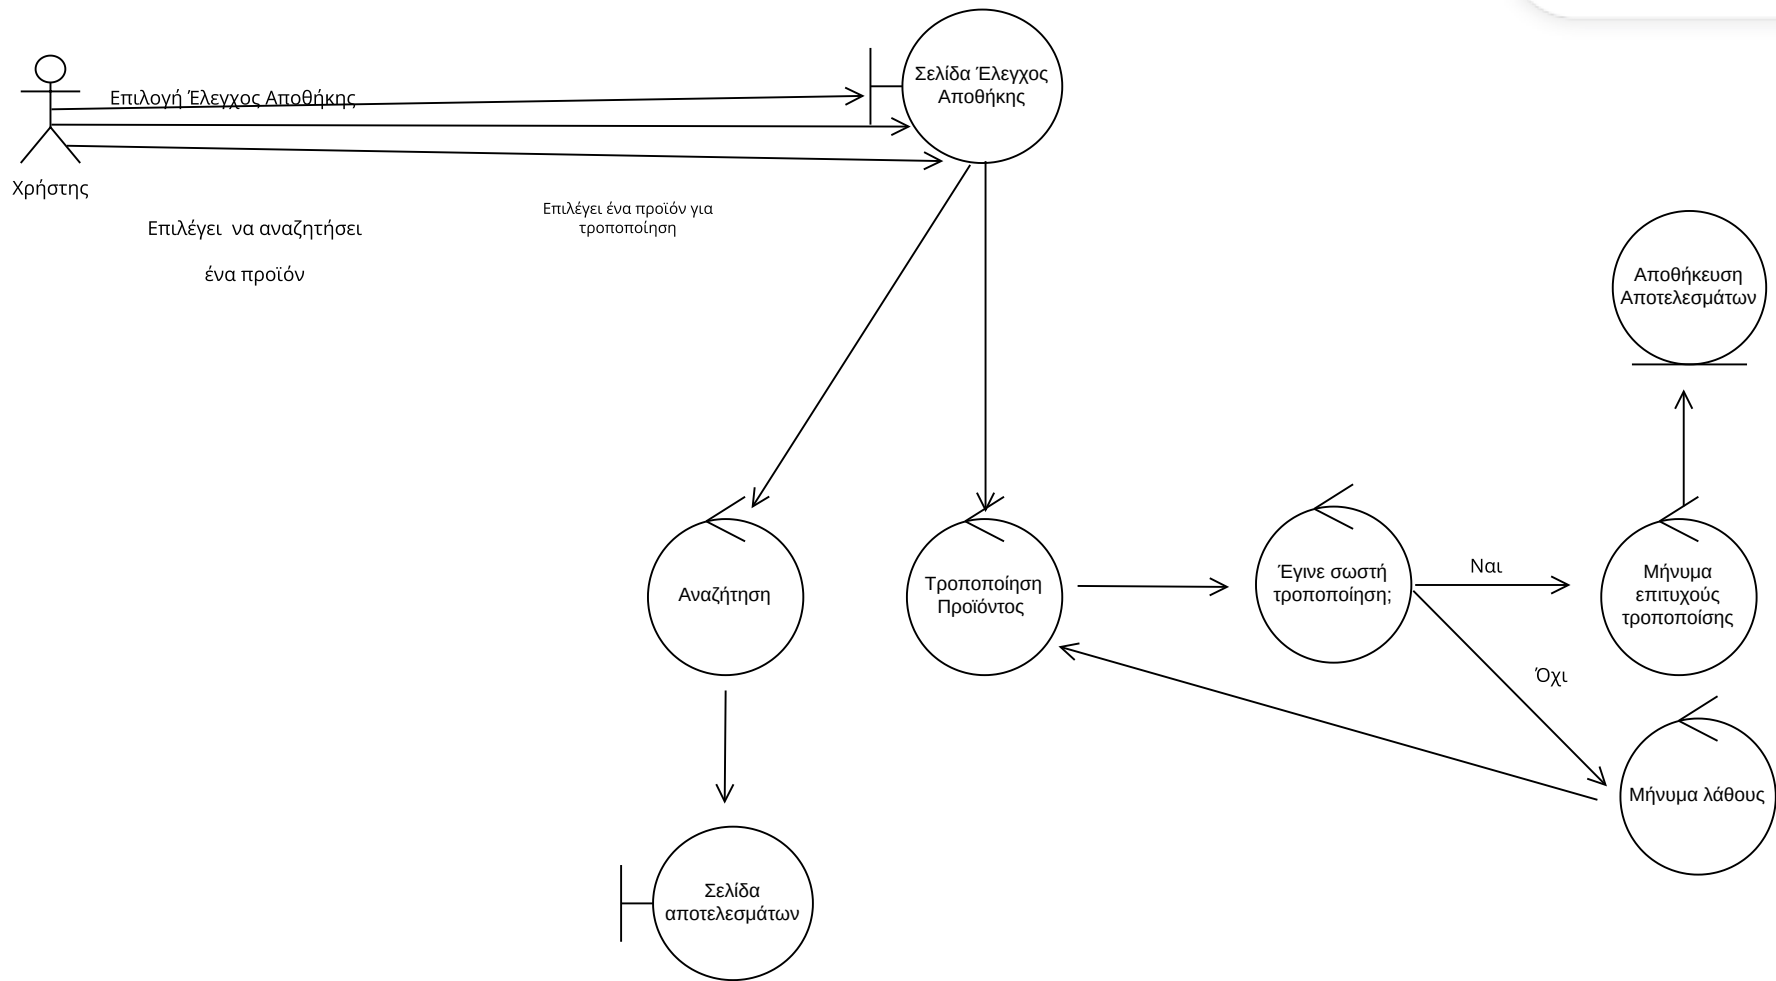 Σελίδα Έλεγχος
Αποθήκης
Επιλογή Έλεγχος Αποθήκης
Χρήστης
Επιλέγει να αναζητήσει
ένα προϊόν
Επιλέγει ένα προϊόν για
τροποποίηση
Αποθήκευση
Αποτελεσμάτων
Αναζήτηση
Τροποποίηση
Προϊόντος
Έγινε σωστή
τροποποίηση;
Ναι
Μήνυμα
επιτυχούς
τροποποίσης
Όχι
Μήνυμα λάθους
Σελίδα
αποτελεσμάτων